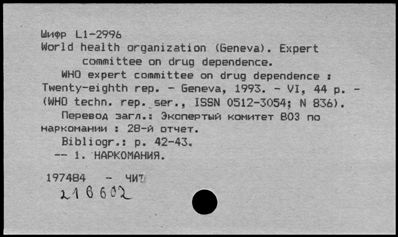 Шифр L1-2996
World health organization (Geneva). Expert
committee on drug dependence.
WHO expert committee on drug dependence :
Twenty-eighth rep. - Geneva, 1993. - VI, 44 p. -
(WHO techn. rep. ser., ISSN 0512-3054; N 836).
Перевод загл.: Экспертый комитет ВОЗ по
наркомании : 28-й отчет.
Bibliogr.: p. 42-43.
-- 1. НАРКОМАНИЯ.
197484 - ЧИТ
216602